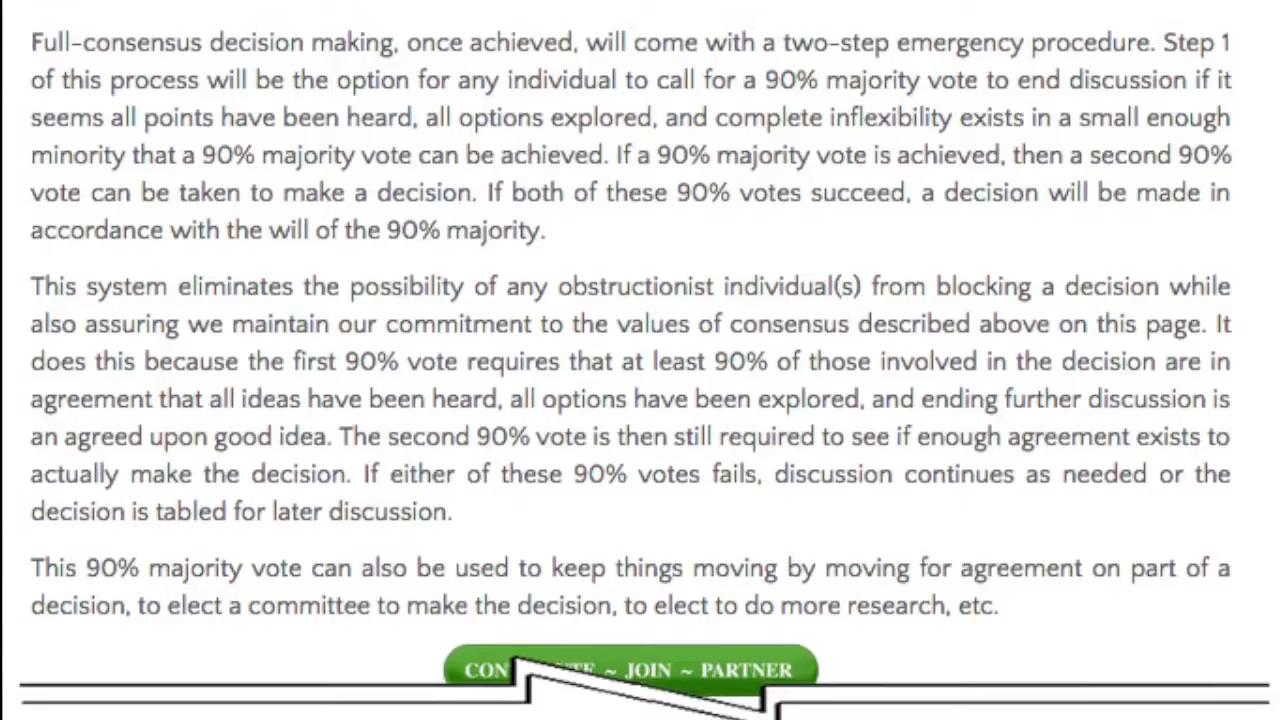 Full-consensus decision making, once achieved, will come with a two-step emergency procedure. Step 1
of this process will be the option for any individual to call for a 90% majority vote to end discussion if it
seems all points have been heard, all options explored, and complete inflexibility exists in a small enough
minority that a 90% majority vote can be achieved. If a 90% majority vote is achieved, then a second 90%
vote can be taken to make a decision. If both of these 90% votes succeed, a decision will be made in
accordance with the will of the 90% majority.
This system eliminates the possibility of any obstructionist individual(s) from blocking a decision while
also assuring we maintain our commitment to the values of consensus described above on this page. It
does this because the first 90% vote requires that at least 90% of those involved in the decision are in
agreement that all ideas have been heard, all options have been explored, and ending further discussion is
an agreed upon good idea. The second 90% vote is then still required to see if enough agreement exists to
actually make the decision. If either of these 90% votes fails, discussion continues as needed or the
decision is tabled for later discussion.
This 90% majority vote can also be used to keep things moving by moving for agreement on part of a
decision, to elect a committee to make the decision, to elect to do more research, etc.
~ JOIN ~ PARTNER